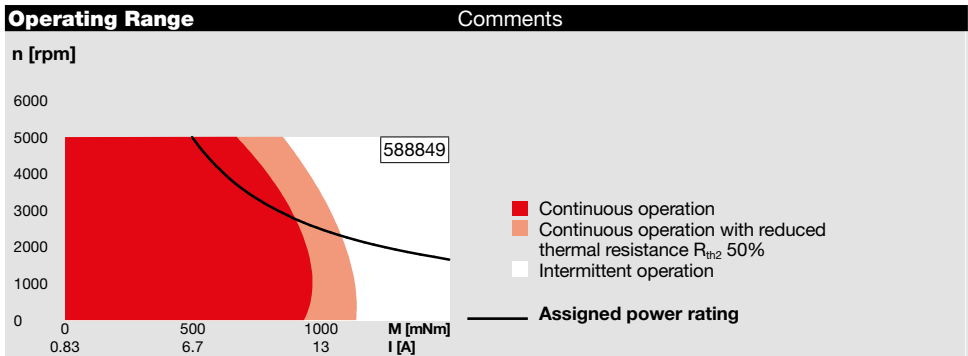 Operating Range Comments
n [rpm]
6000
5000
588849
4000
3000
Continuous operation
Continuous operation with reduced
2000
thermal resistance Rth2 50%
Intermittent operation
1000
Assigned power rating
0
0 500 1000 M [mNm]
0.83 6.7 13 I [A]